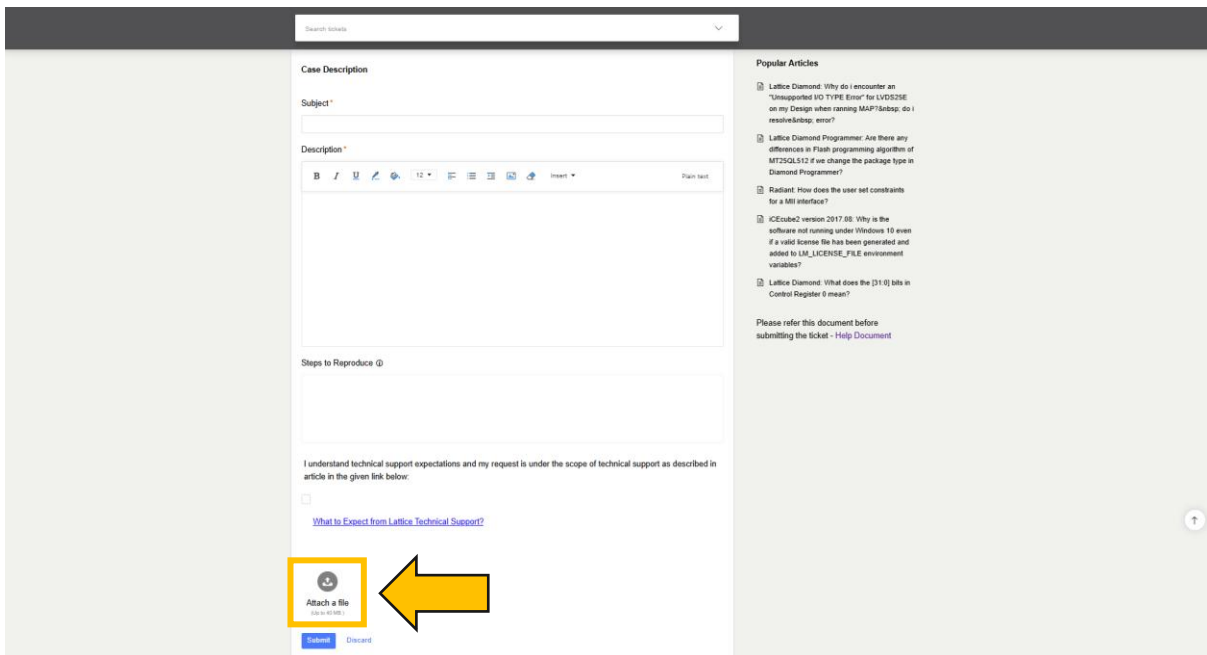 Search tickets
Case Description
Subject *
Description *
B I U 12 Insert Plain text
Steps to Reproduce
I understand technical support expectations and my request is under the scope of technical support as described in
article in the given link below:
What to Expect from Lattice Technical Support?
Attach a file
(Up to 40 MB )
Submit Discard
Popular Articles
Lattice Diamond: Why do i encounter an
"Unsupported I/O TYPE Error" for LVDS25E
on my Design when ranning MAP?&nbsp; do i
resolve&nbsp; error?
Lattice Diamond Programmer: Are there any
differences in Flash programming algorithm of
MT25QL512 if we change the package type in
Diamond Programmer?
Radiant: How does the user set constraints
for a MII interface?
iCEcube2 version 2017.08: Why is the
software not running under Windows 10 even
if a valid license file has been generated and
added to LM_LICENSE_FILE environment
variables?
Lattice Diamond: What does the [31:0] bits in
Control Register 0 mean?
Please refer this document before
submitting the ticket - Help Document